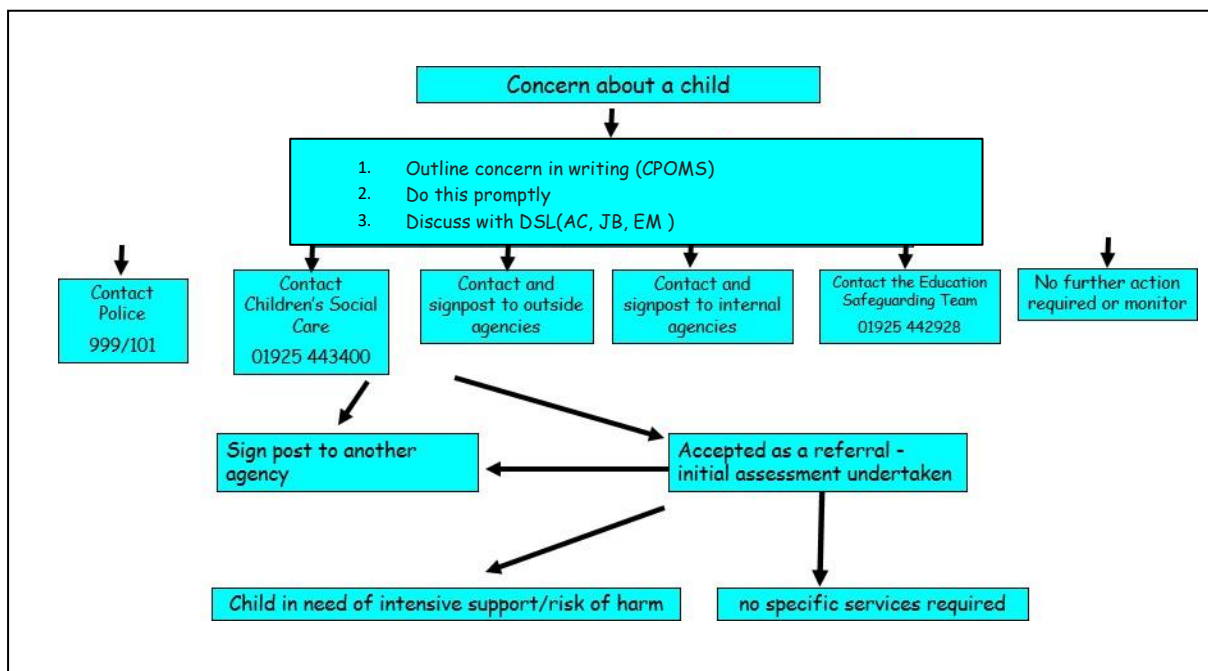 Concern about a child
1. Outline concern in writing (CPOMS)
2. Do this promptly
3. Discuss with DSL(AC, JB, EM )
Contact
Police
999/101
Contact
Children's Social
Care
01925 443400
Contact and
signpost to outside
agencies
Contact and
signpost to internal
agencies
Contact the Education
Safeguarding Team
01925 442928
No further action
required or monitor
Sign post to another
agency
Accepted as a referral -
initial assessment undertaken
Child in need of intensive support/risk of harm
no specific services required